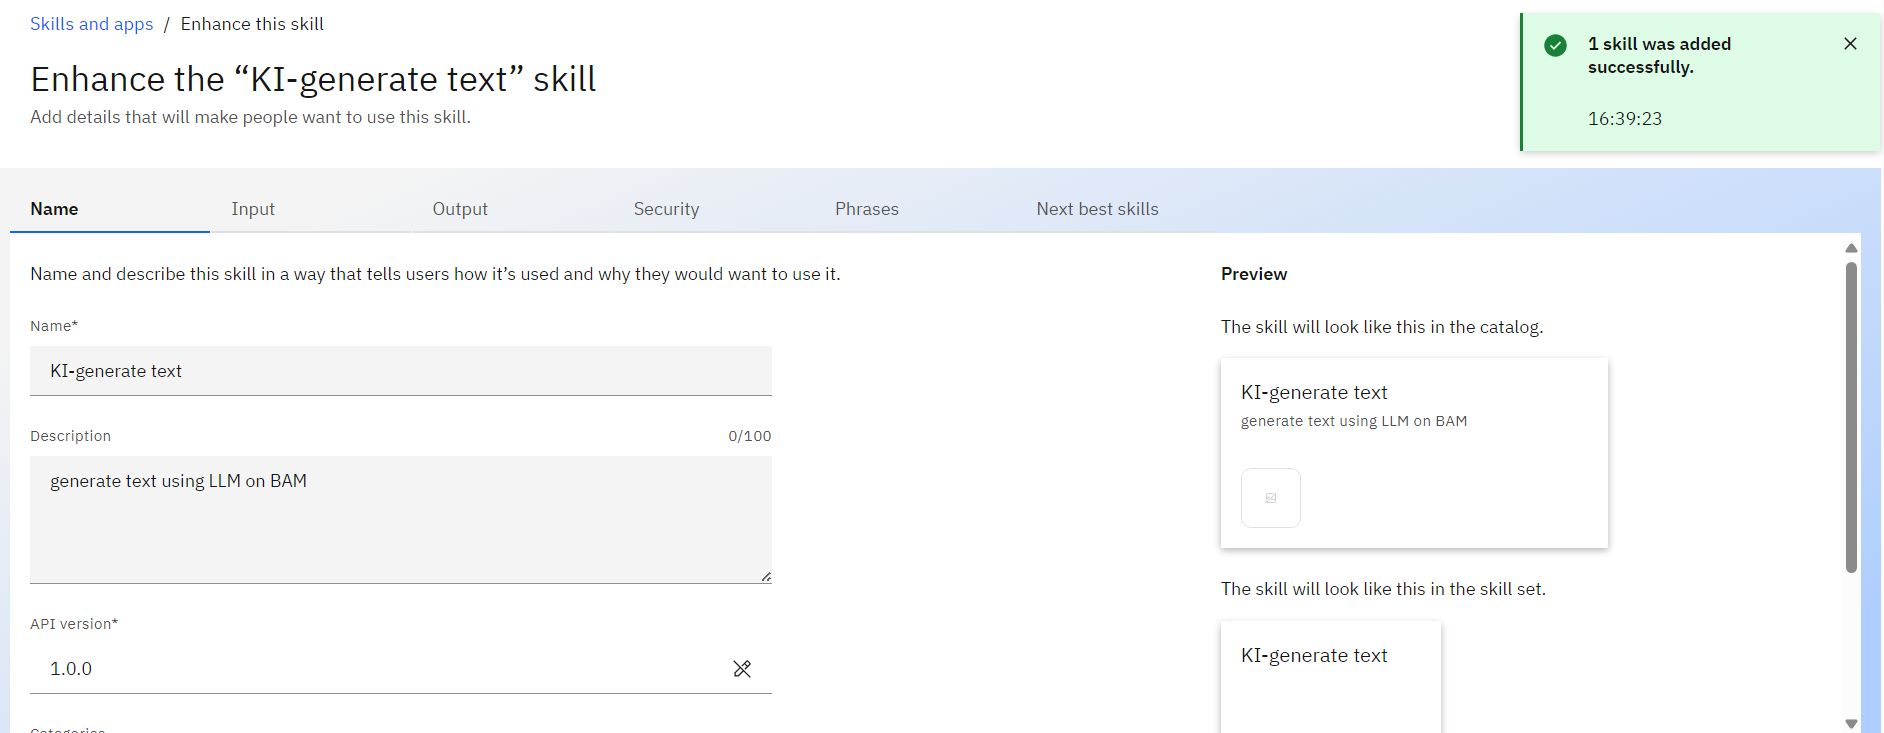 Skills and apps / Enhance this skill
Enhance the “KI-generate text” skill
Add details that will make people want to use this skill.
1 skill was added
successfully.
16:39:23
Name Input Output Security Phrases Next best skills
Name and describe this skill in a way that tells users how it’s used and why they would want to use it.
Name*
KI-generate text
Description 0/100
generate text using LLM on BAM
API version*
1.0.0
Categories
Preview
The skill will look like this in the catalog.
KI-generate text
generate text using LLM on BAM
The skill will look like this in the skill set.
KI-generate text